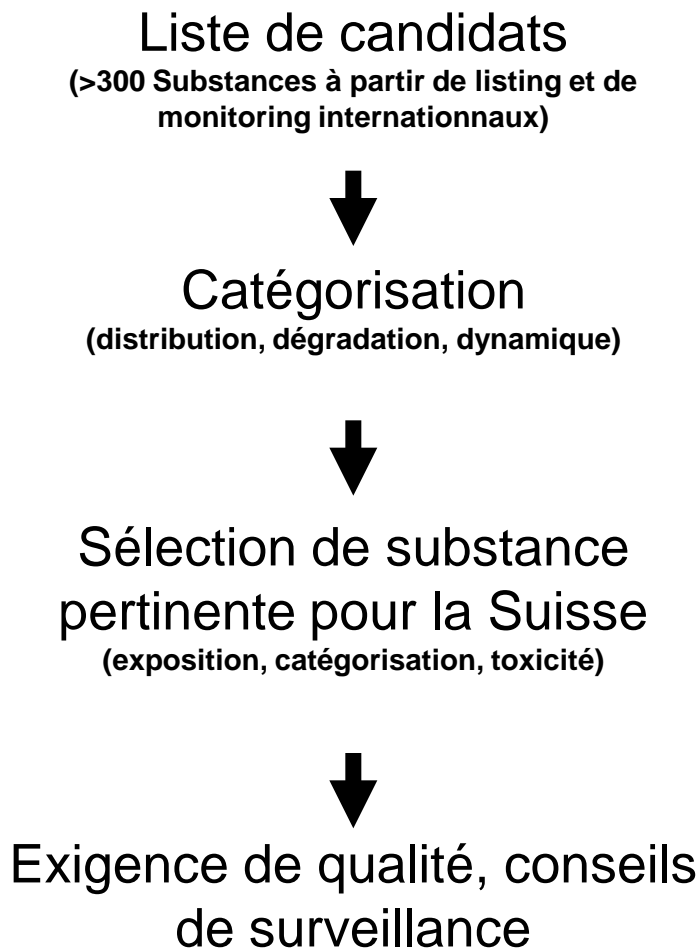 Liste de candidats
(>300 Substances à partir de listing et de
monitoring internationnaux)
Catégorisation
(distribution, dégradation, dynamique)
Sélection de substance
pertinente pour la Suisse
(exposition, catégorisation, toxicité)
Exigence de qualité, conseils
de surveillance